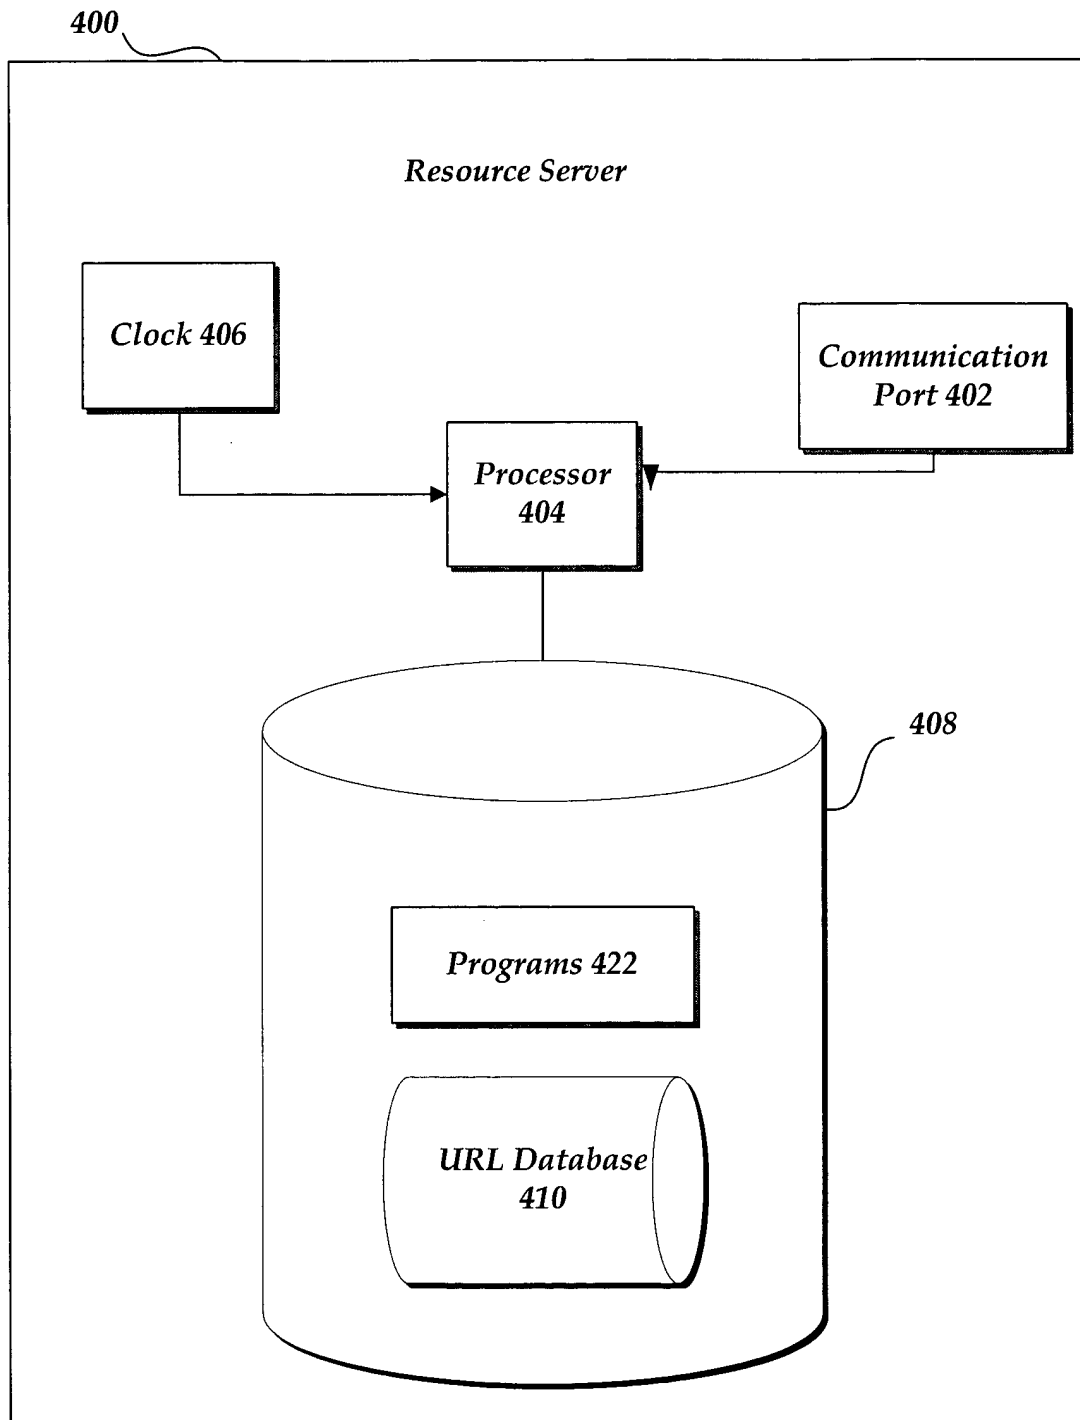 400
Resource Server
Clock 406
Communication
Port 402
Processor
404
408
Programs 422
URL Database
410